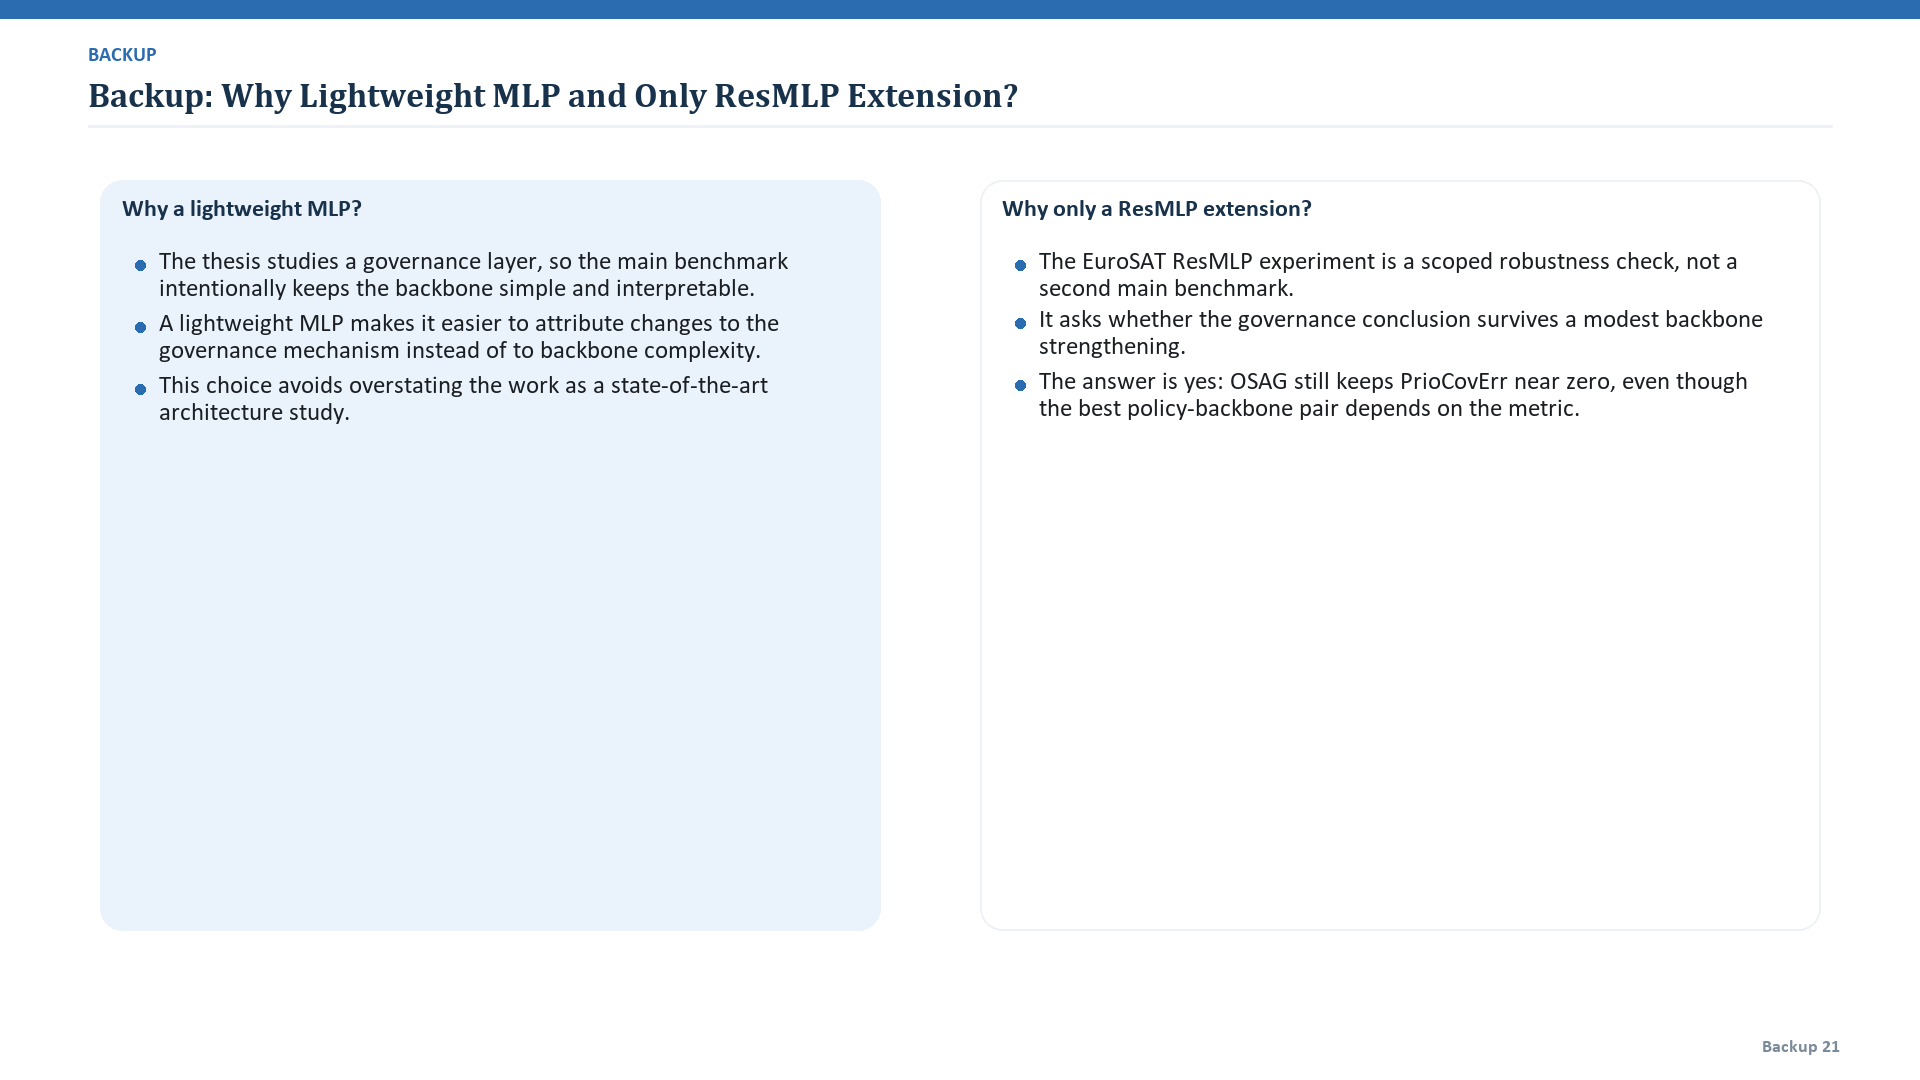 BACKUP
Backup: Why Lightweight MLP and Only ResMLP Extension?
Why a lightweight MLP?
The thesis studies a governance layer, so the main benchmark
intentionally keeps the backbone simple and interpretable.
A lightweight MLP makes it easier to attribute changes to the
governance mechanism instead of to backbone complexity.
This choice avoids overstating the work as a state-of-the-art
architecture study.
Why only a ResMLP extension?
The EuroSAT ResMLP experiment is a scoped robustness check, not a
second main benchmark.
It asks whether the governance conclusion survives a modest backbone
strengthening.
The answer is yes: OSAG still keeps PrioCovErr near zero, even though
the best policy-backbone pair depends on the metric.
Backup 21